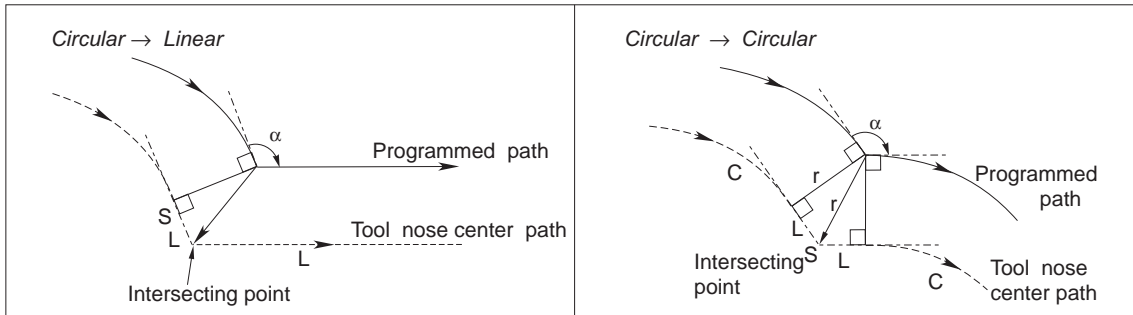 Circular → Linear
α
Programmed path
S
L
Tool nose center path
L
Intersecting point
Circular → Circular
α
C
r
Programmed
path
r
L
S
L
Intersecting
point
C
Tool nose
center path